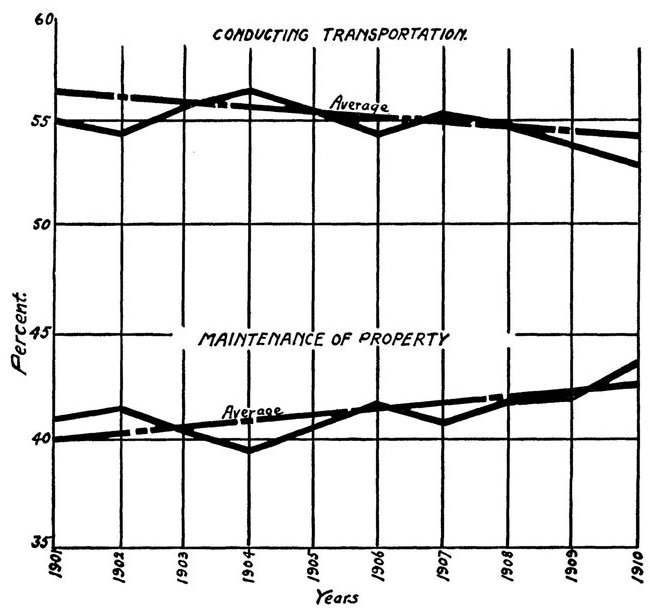 60
CONDUCTING TRANSPORTATION.
Average
55
50
Percent.
45
MAINTENANCE OF PROPERTY
Average
40
35
1901 1902 1903 1904 1905 1906 1907 1908 1909 1910
Years